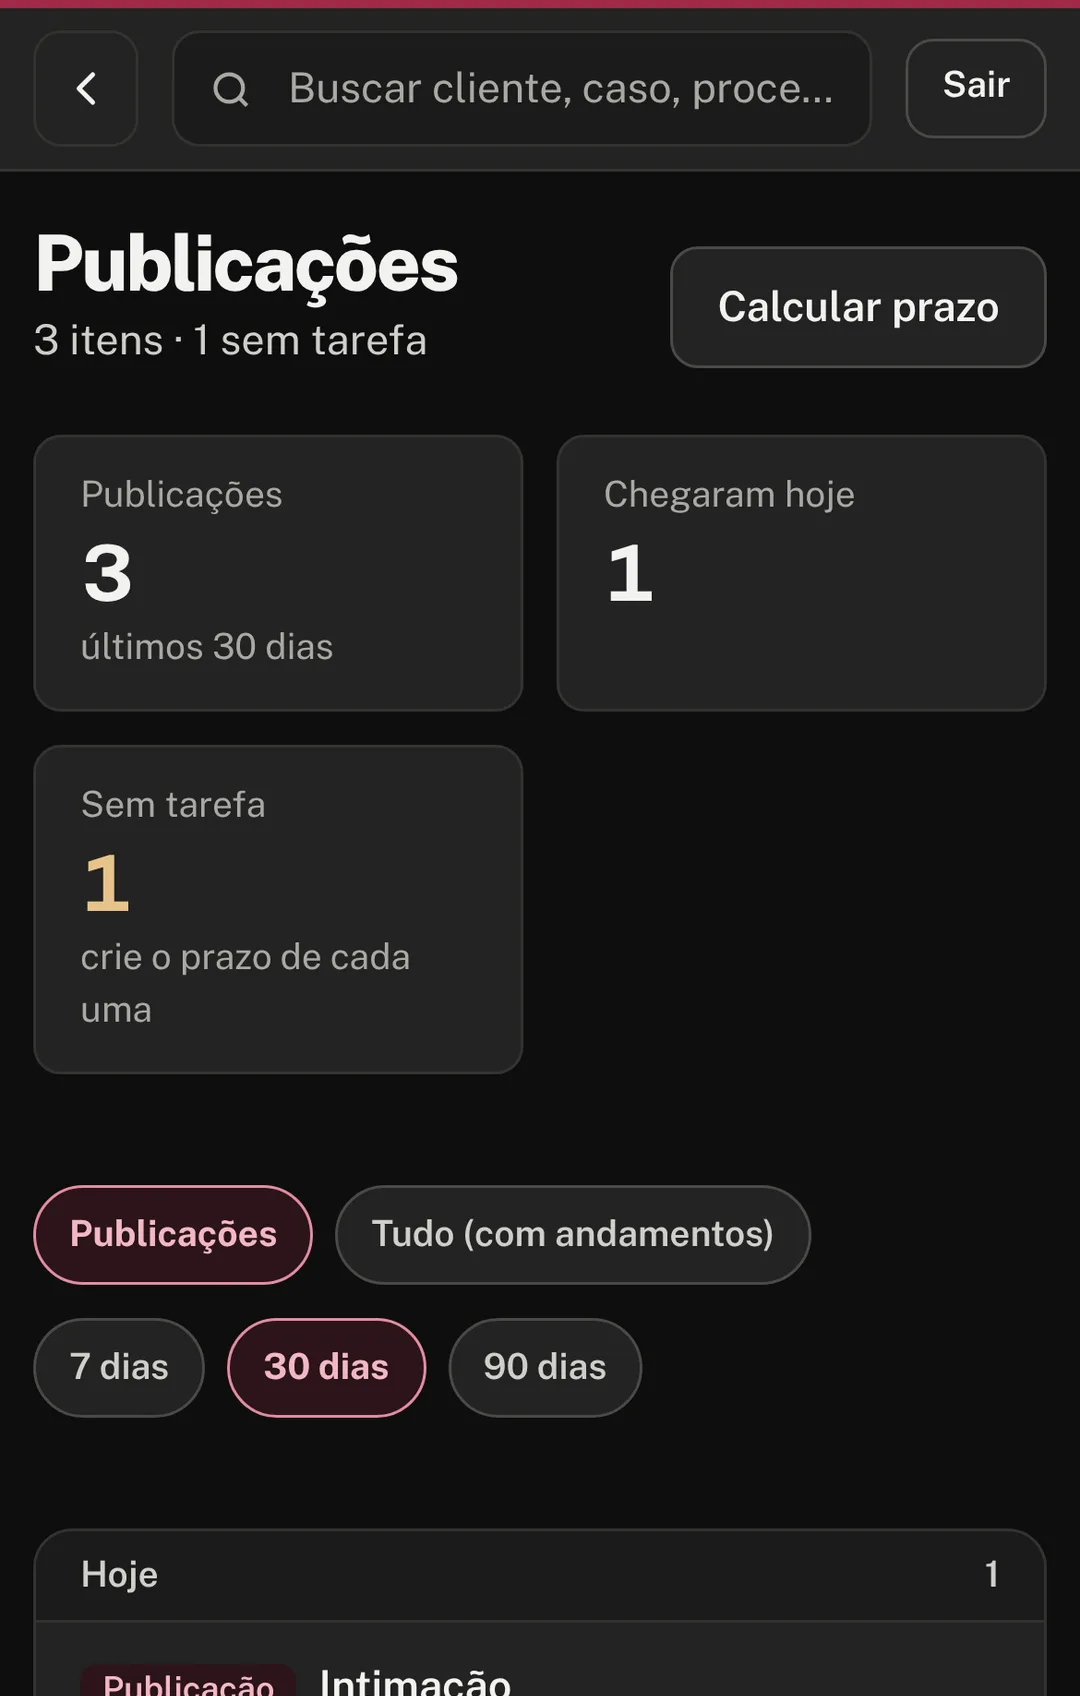 Buscar cliente, caso, proce...
Sair
Publicações
3 itens · 1 sem tarefa
Calcular prazo
Publicações
3
últimos 30 dias
Chegaram hoje
1
Sem tarefa
1
crie o prazo de cada
uma
Publicações
Tudo (com andamentos)
7 dias
30 dias
90 dias
Hoje
1
Publicação
Intimação